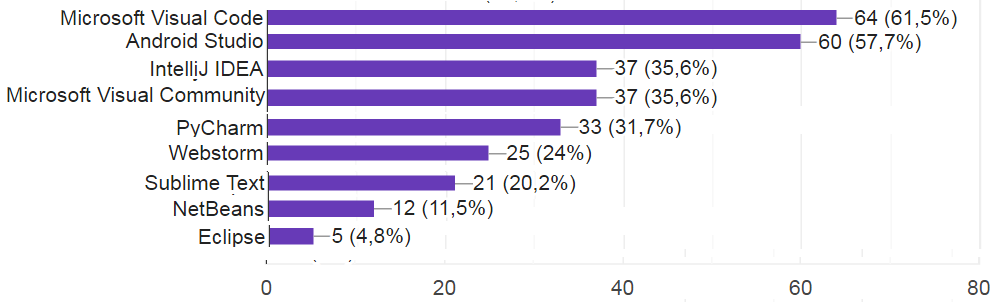 Microsoft Visual Code 64 (61,5%)
Android Studio 60 (57,7%)
IntelliJ IDEA 37 (35,6%)
Microsoft Visual Community 37 (35,6%)
PyCharm 33 (31,7%)
Webstorm 25 (24%)
Sublime Text 21 (20,2%)
NetBeans 12 (11,5%)
Eclipse 5 (4,8%)
0 20 40 60 80